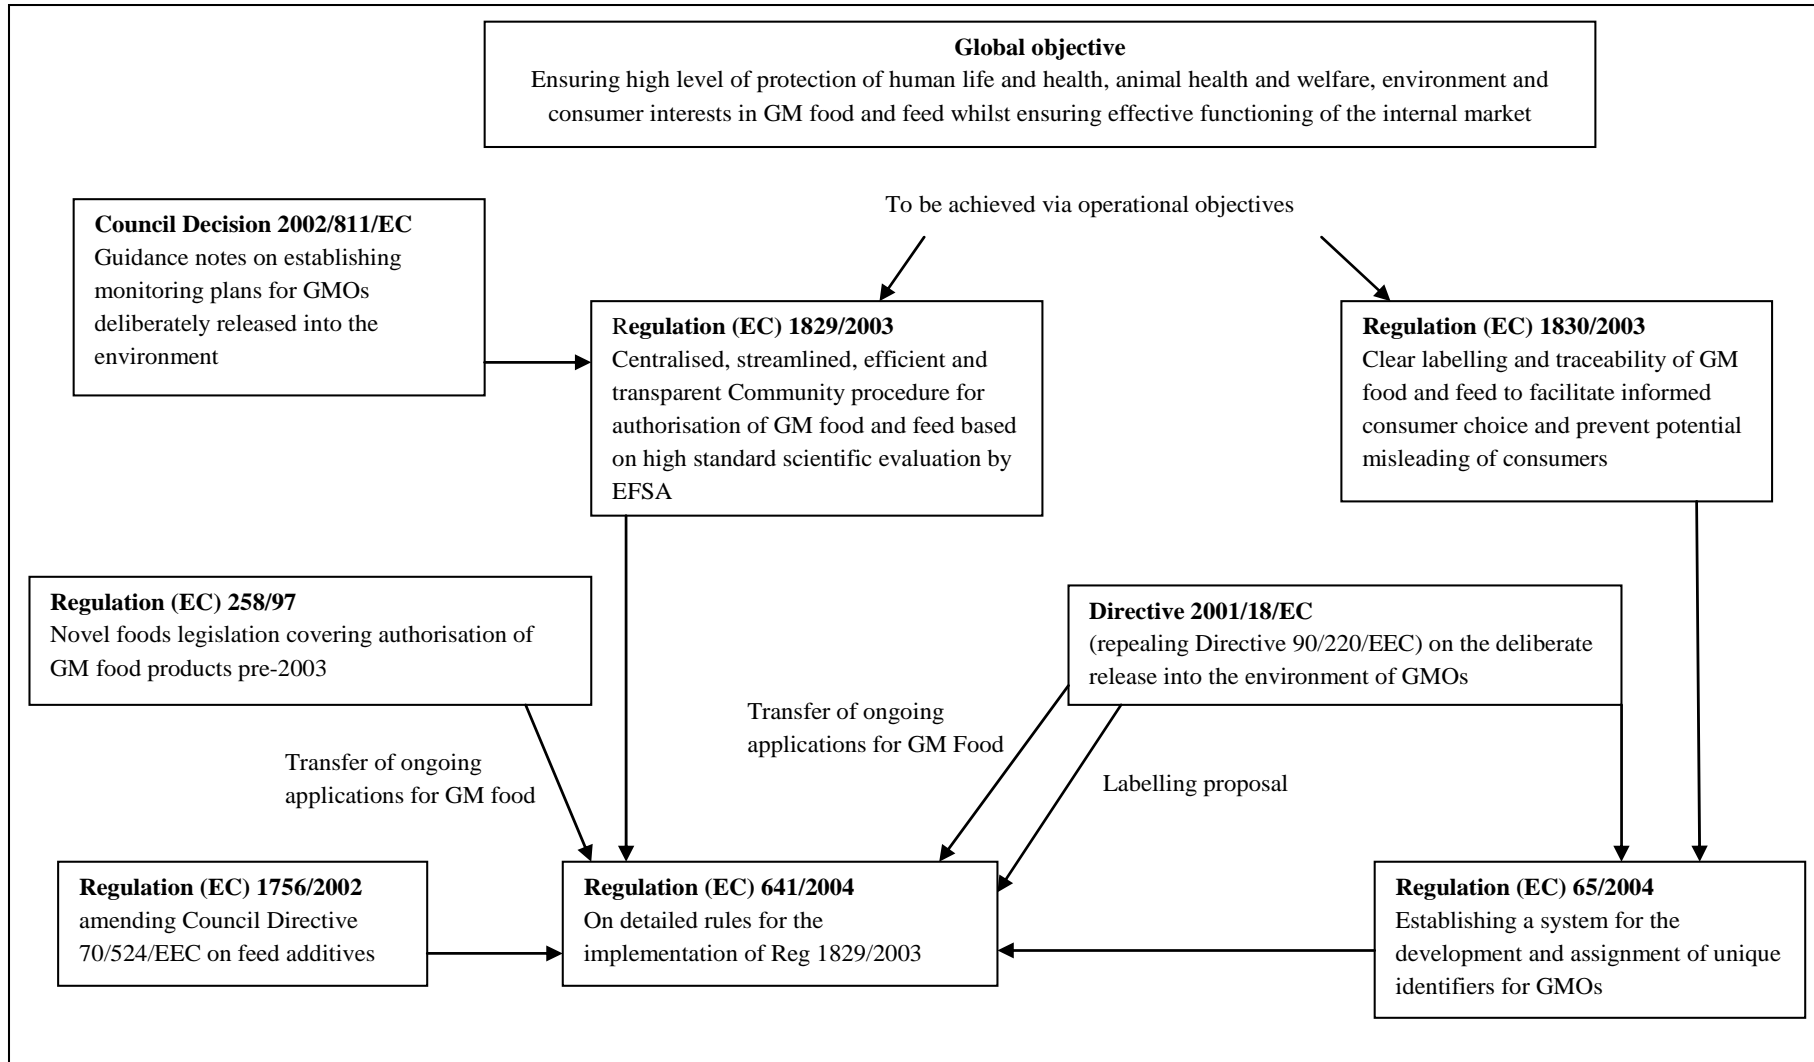 Global objective
Ensuring high level of protection of human life and health, animal health and welfare, environment and
consumer interests in GM food and feed whilst ensuring effective functioning of the internal market
To be achieved via operational objectives
Council Decision 2002/811/EC
Guidance notes on establishing
monitoring plans for GMOs
deliberately released into the
environment
Regulation (EC) 1829/2003
Centralised, streamlined, efficient and
transparent Community procedure for
authorisation of GM food and feed based
on high standard scientific evaluation by
EFSA
Regulation (EC) 1830/2003
Clear labelling and traceability of GM
food and feed to facilitate informed
consumer choice and prevent potential
misleading of consumers
Regulation (EC) 258/97
Novel foods legislation covering authorisation of
GM food products pre-2003
Directive 2001/18/EC
(repealing Directive 90/220/EEC) on the deliberate
release into the environment of GMOs
Transfer of ongoing
applications for GM food
Transfer of ongoing
applications for GM Food
Labelling proposal
Regulation (EC) 1756/2002
amending Council Directive
70/524/EEC on feed additives
Regulation (EC) 641/2004
On detailed rules for the
implementation of Reg 1829/2003
Regulation (EC) 65/2004
Establishing a system for the
development and assignment of unique
identifiers for GMOs